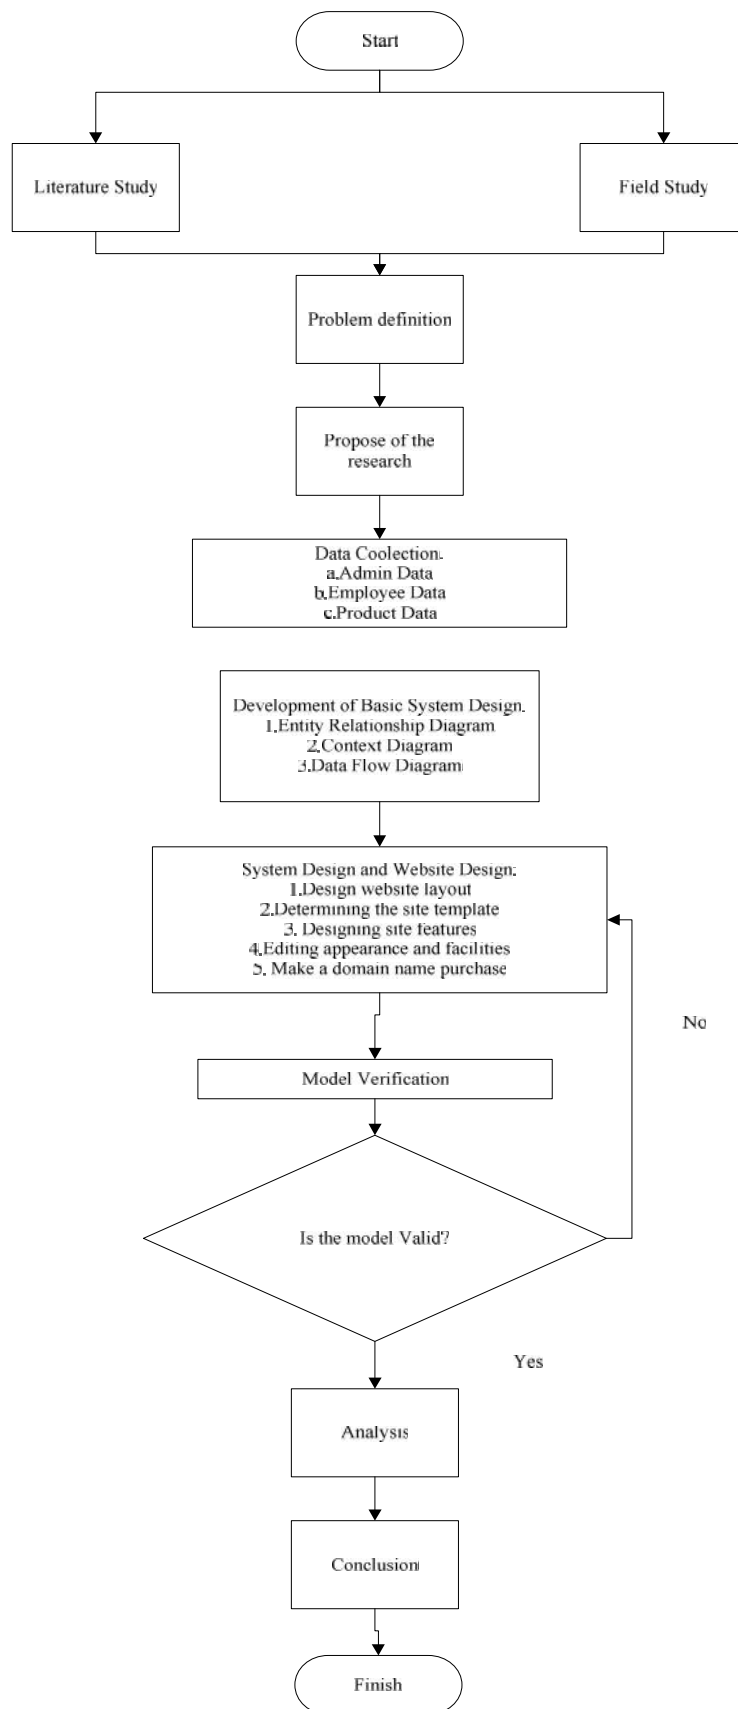 Start
Literature Study
Field Study
Problem definition
Propose of the
research
Data Coolection.
a.Admin Data
b.Employee Data
c.Product Data
Development of Basic System Design.
1.Entity Relationship Diagram
2.Context Diagram
3.Data Flow Diagram
System Design and Website Design.
1.Design website layout
2.Determining the site template
3. Designing site features
4.Editing appearance and facilities
5. Make a domain name purchase
No
Model Verification
Is the model Valid?
Yes
Analysis
Conclusion
Finish